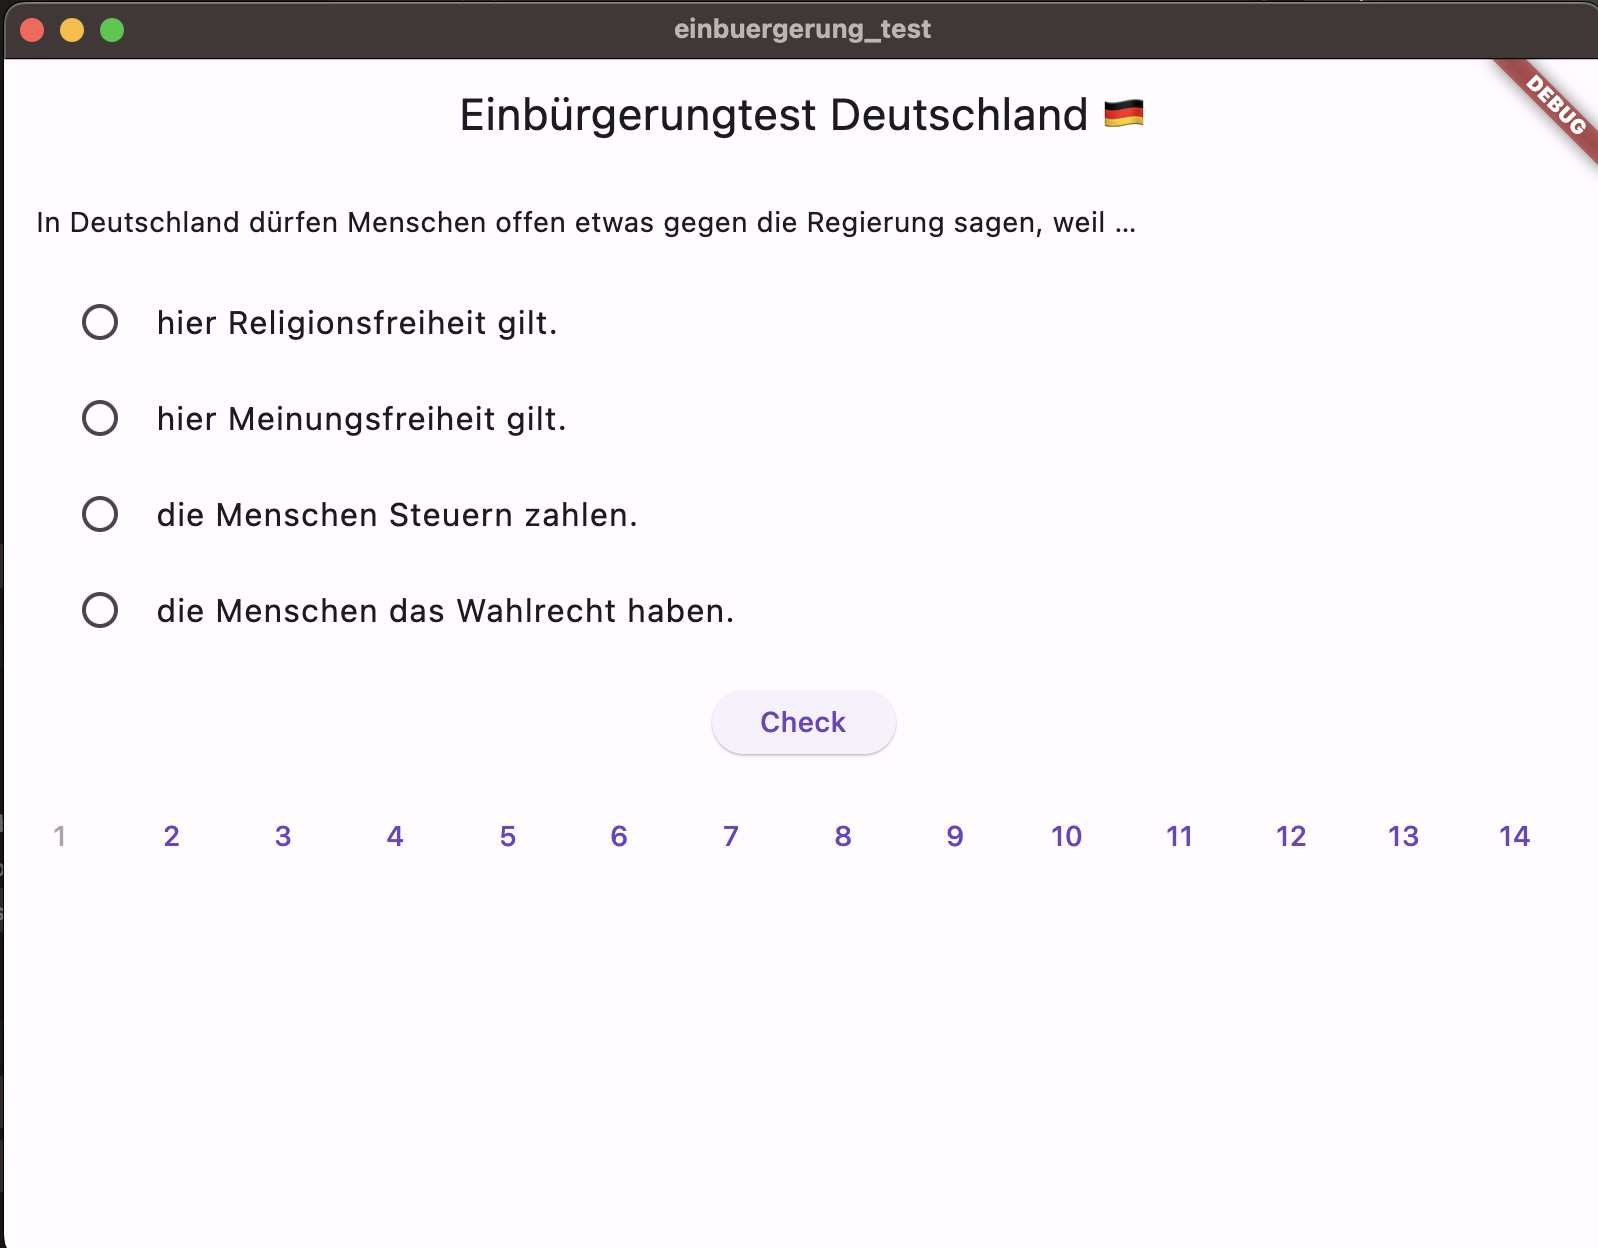 einbuergerung_test
DEBUG
Einbürgerungtest Deutschland 🇩🇪
In Deutschland dürfen Menschen offen etwas gegen die Regierung sagen, weil ...
hier Religionsfreiheit gilt.
hier Meinungsfreiheit gilt.
die Menschen Steuern zahlen.
die Menschen das Wahlrecht haben.
Check
1 2 3 4 5 6 7 8 9 10 11 12 13 14